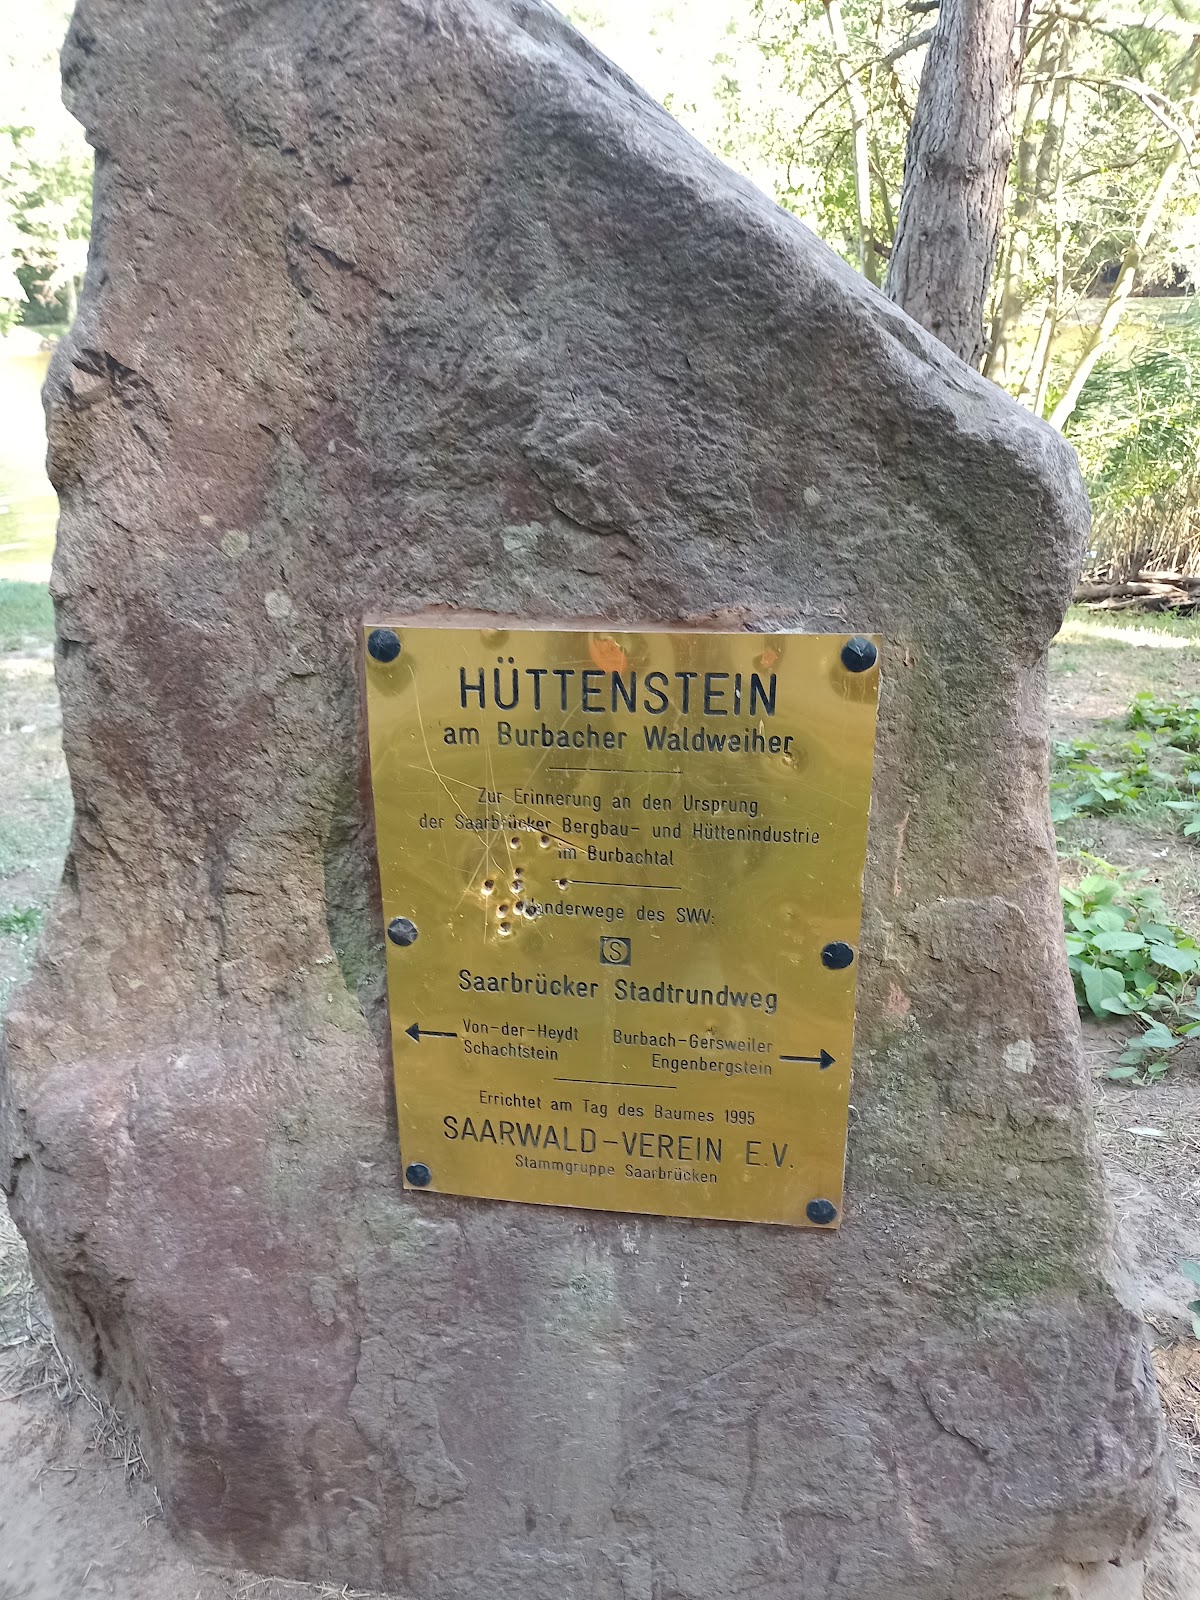 HÜTTENSTEIN
am Burbacher Waldweiher
Zur Erinnerung an den Ursprung
der Saarbrücker Bergbau- und Hüttenindustrie
im Burbachtal
Wanderwege des SWV:
S
Saarbrücker Stadtrundweg
← Von-der-Heydt
Schachtstein
Burbach-Gersweiler
Engenbergstein →
Errichtet am Tag des Baumes 1995
SAARWALD-VEREIN E.V.
Stammgruppe Saarbrücken